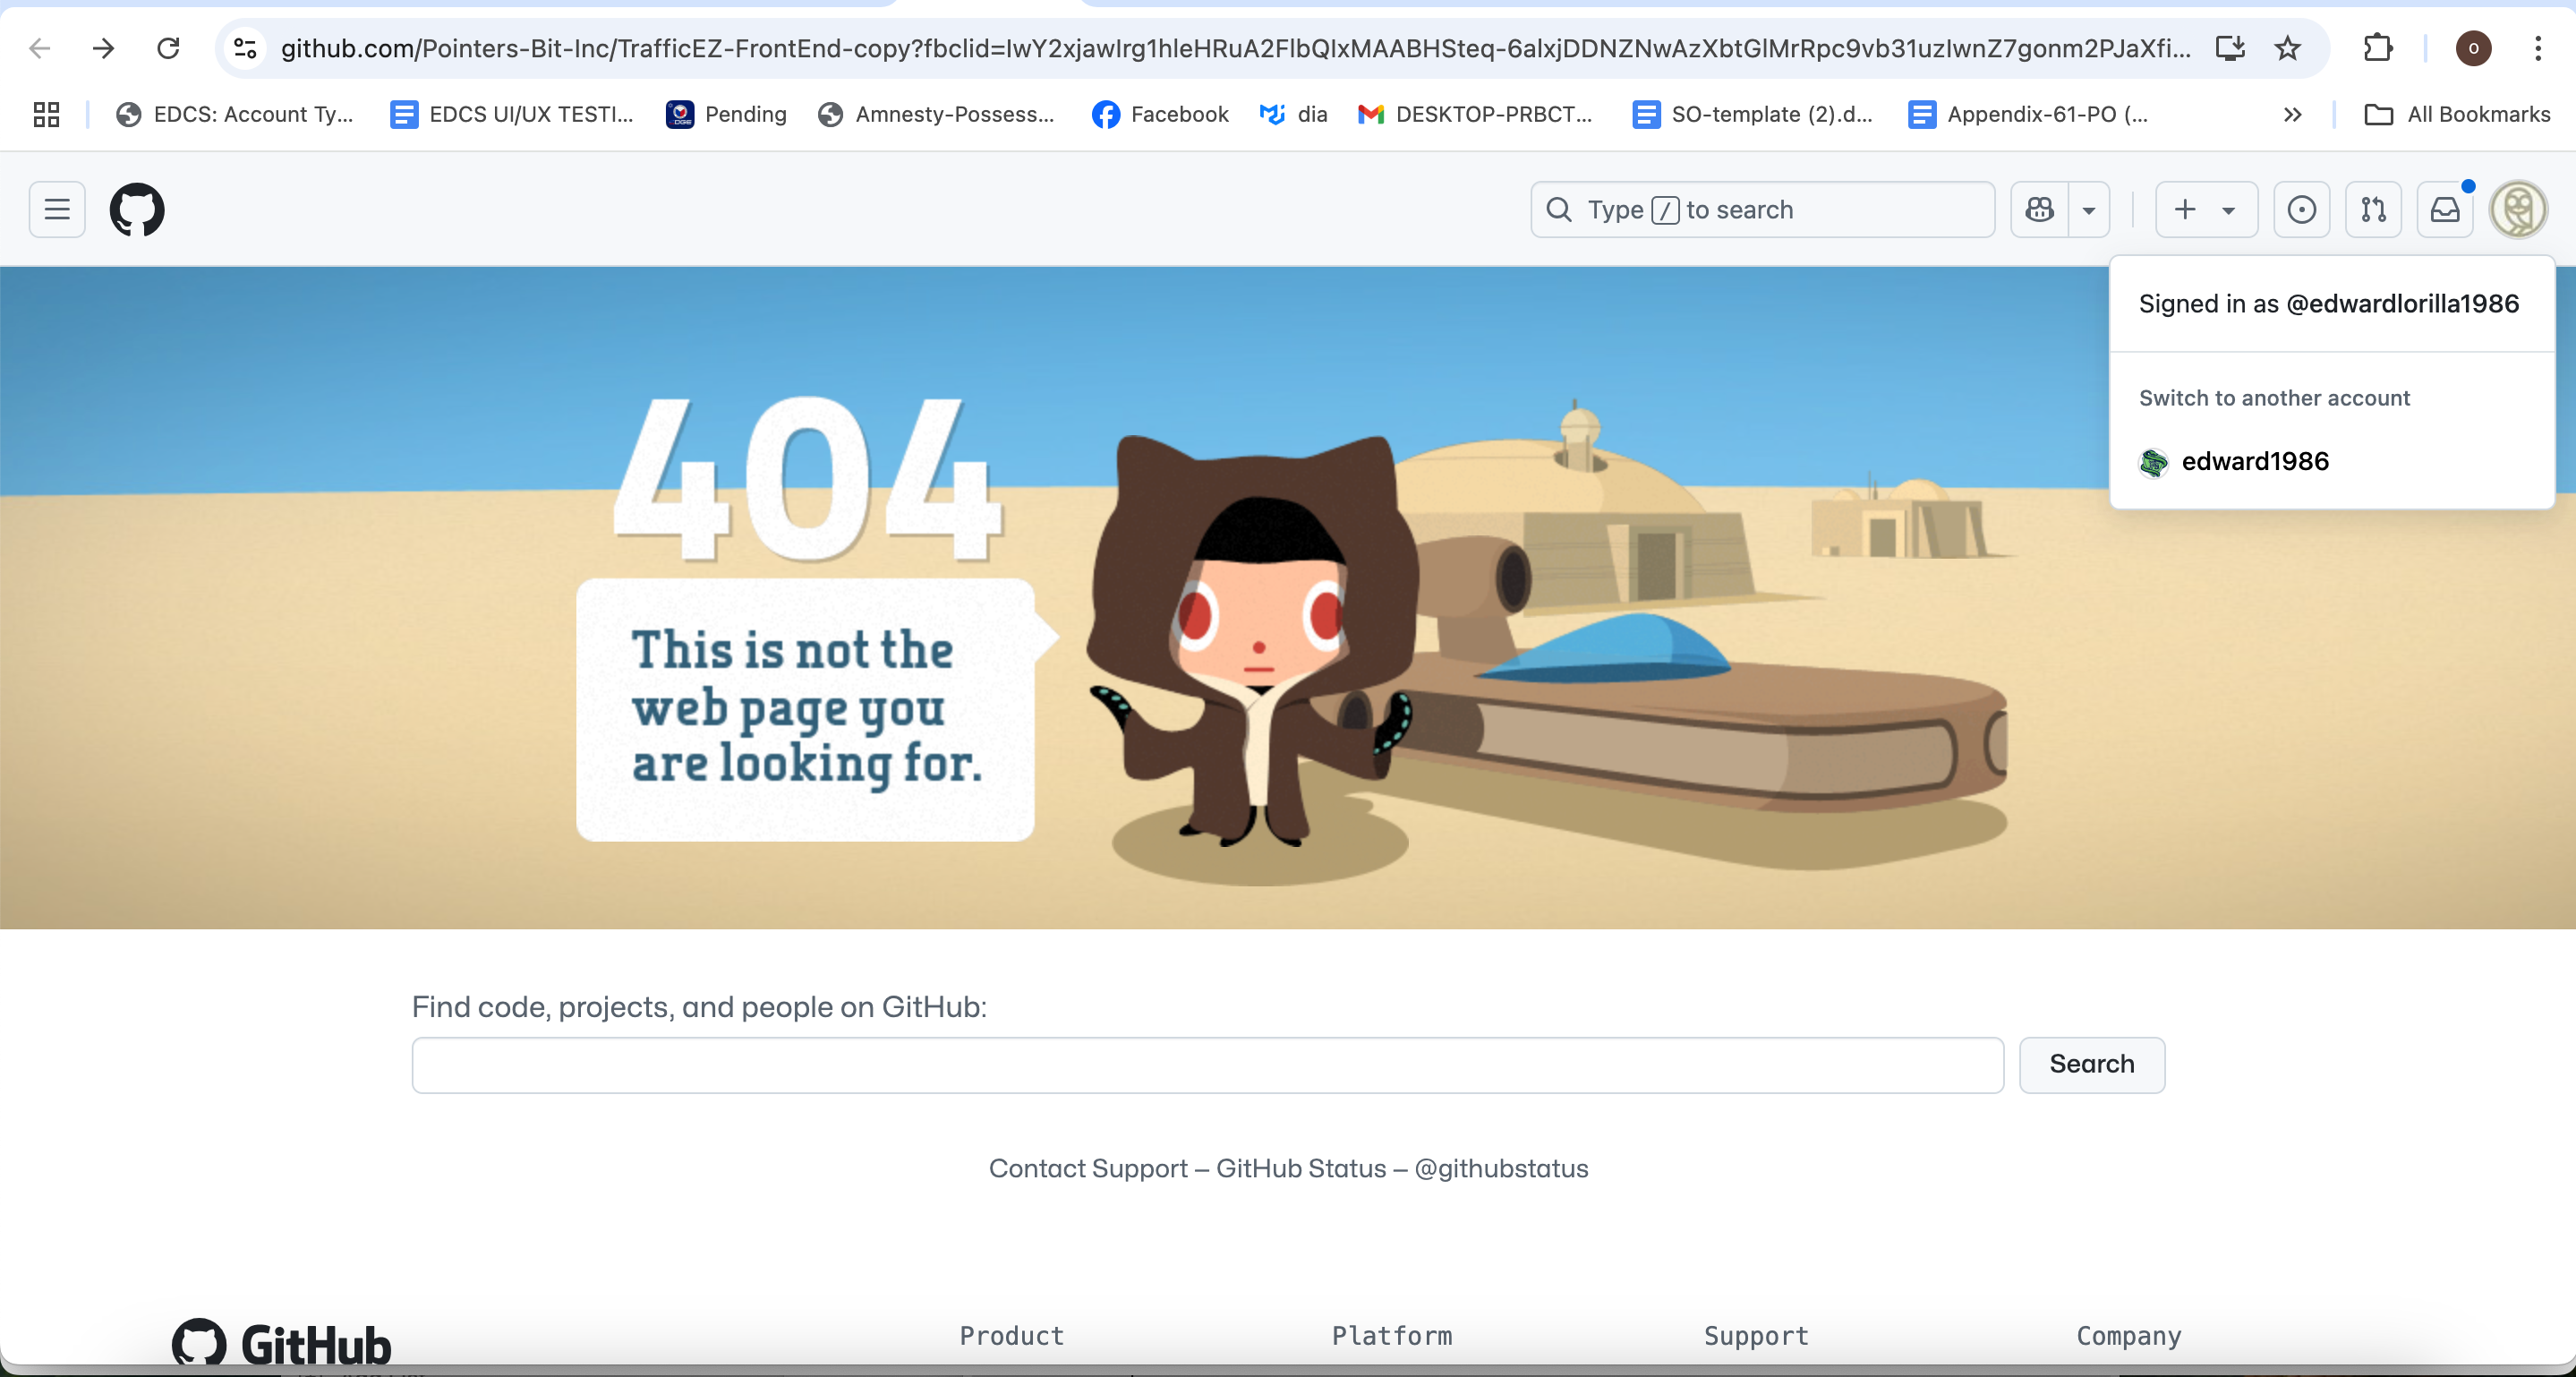 github.com/Pointers-Bit-Inc/TrafficEZ-FrontEnd-copy?fbclid=IwY2xjawIrg1hleHRuA2FlbQIxMAABHSteq-6alxjDDNZNwAzXbtGlMrRpc9vb31uzIwnZ7gonm2PJaXfi...
O
EDCS: Account Ty...
EDCS UI/UX TESTI...
Pending
Amnesty-Possess...
Facebook
dia
DESKTOP-PRBCT...
SO-template (2).d...
Appendix-61-PO (...
All Bookmarks
Type / to search
Signed in as @edwardlorilla1986
Switch to another account
edward1986
404
This is not the
web page you
are looking for.
Find code, projects, and people on GitHub:
Search
Contact Support — GitHub Status — @githubstatus
GitHub
Product
Platform
Support
Company